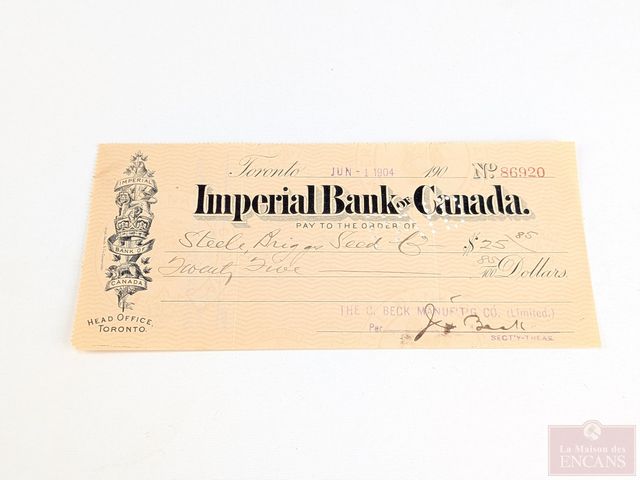 Toronto JUN -1 1904 190 No 86920
Imperial Bank of Canada.
PAY TO THE ORDER OF
Steele, Briggs Seed Co $25 85
Twenty Five 85/100 Dollars
THE C. BECK MANUF'T'G CO. (Limited,)
Per Beck
SECT'Y-TREAS
IMPERIAL
BANK OF
CANADA
HEAD OFFICE,
TORONTO.
La Maison des
ENCANS